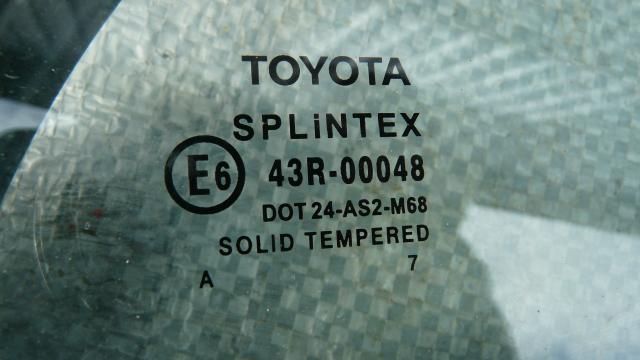 TOYOTA
SPLiNTEX
E6 43R-00048
DOT 24-AS2-M68
SOLID TEMPERED
A 7